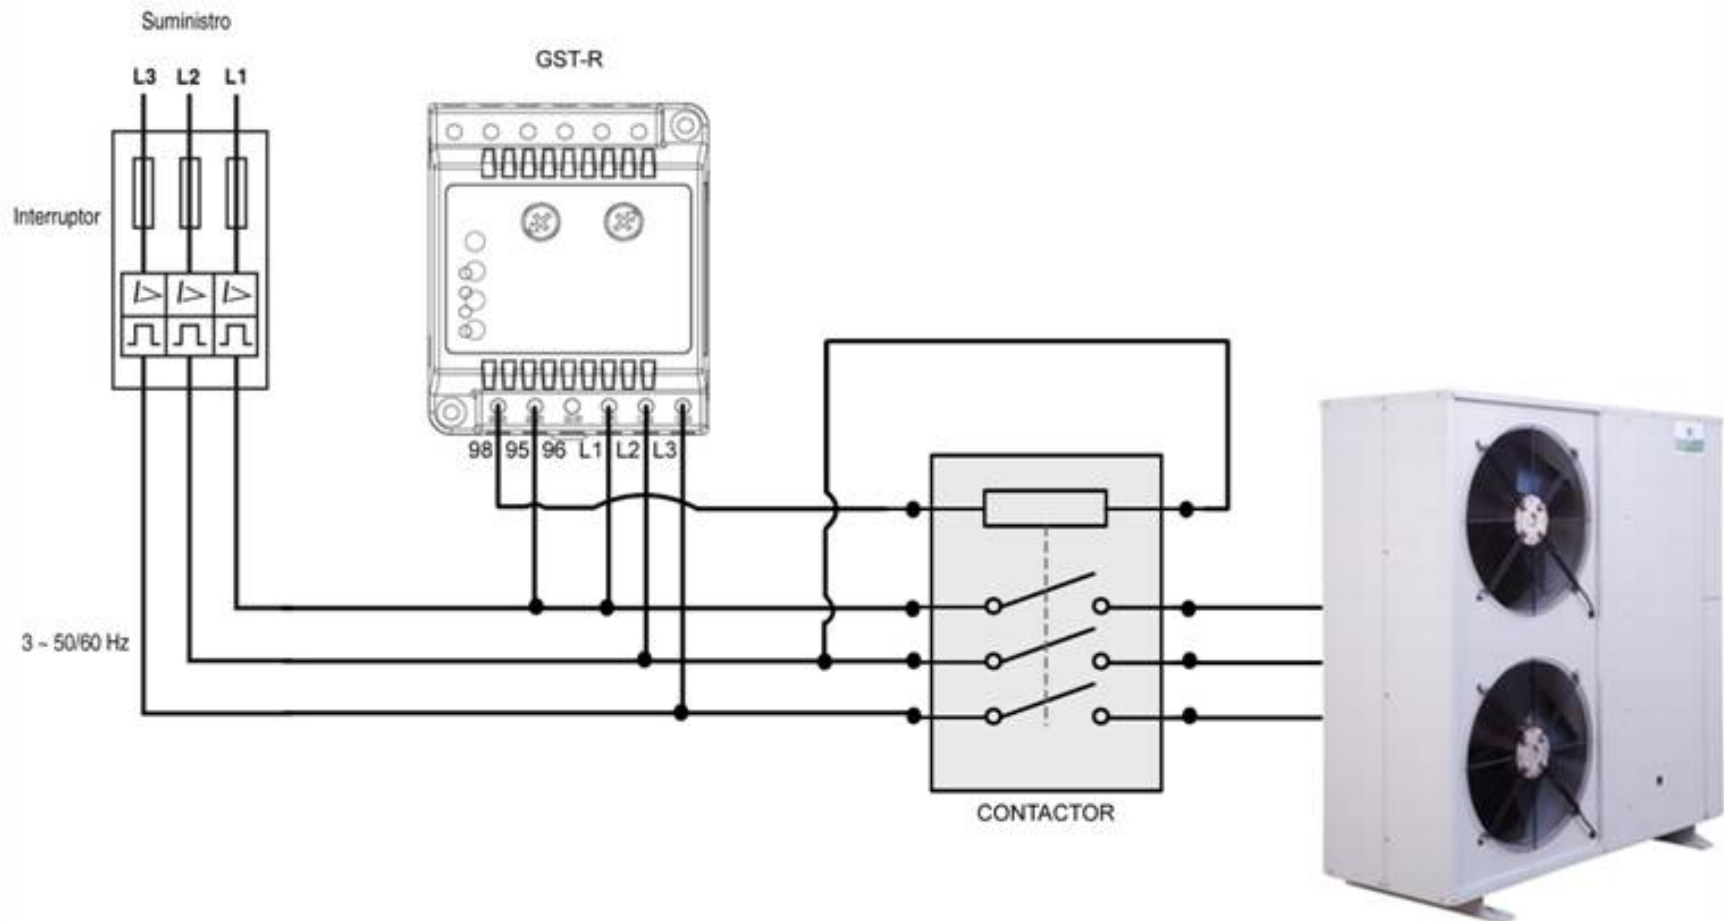 Suministro
L3 L2 L1
GST-R
Interruptor
I> I> I>
98 95 96 L1 L2 L3
3 ~ 50/60 Hz
CONTACTOR